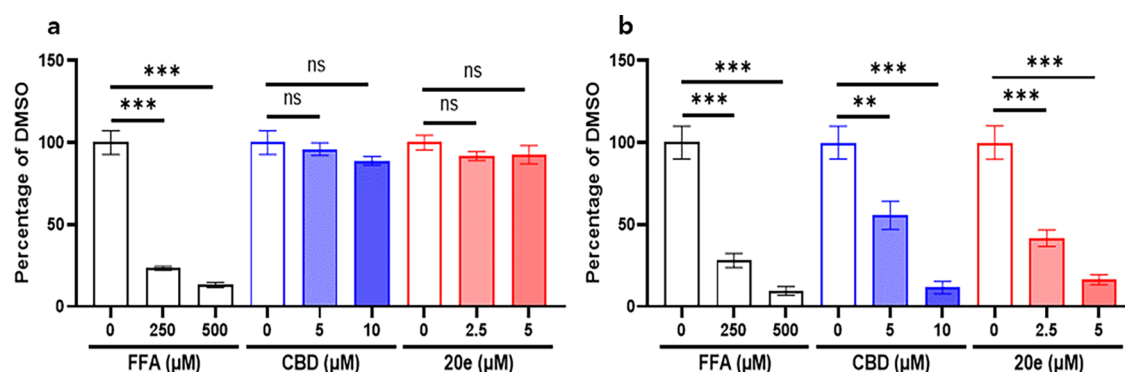 a
Percentage of DMSO
150
100
50
0
***
***
ns
ns
ns
ns
0 250 500 0 5 10 0 2.5 5
FFA (µM) CBD (µM) 20e (µM)
b
Percentage of DMSO
150
100
50
0
***
***
***
**
***
***
0 250 500 0 5 10 0 2.5 5
FFA (µM) CBD (µM) 20e (µM)